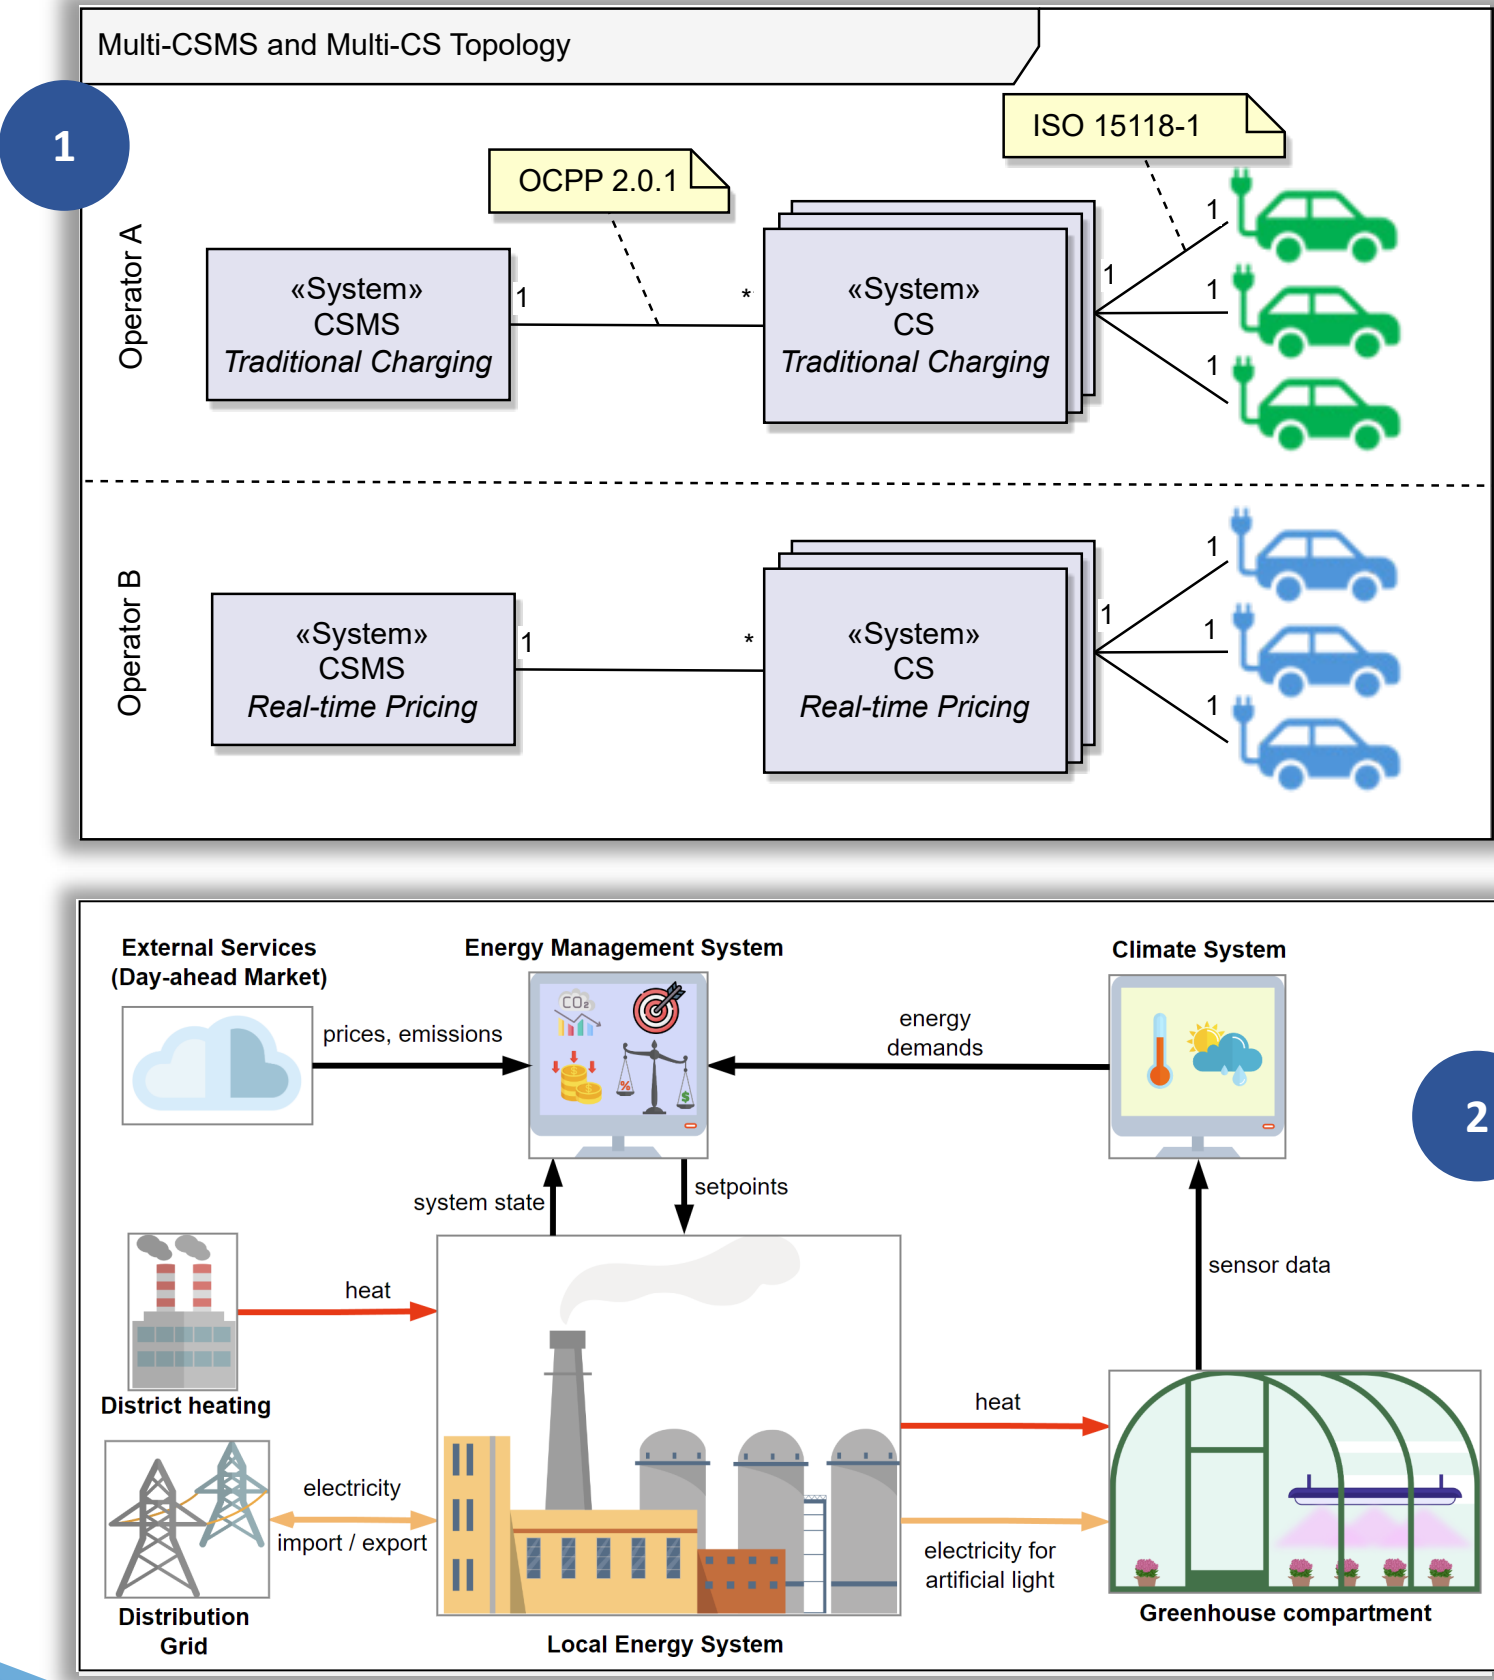 Multi-CSMS and Multi-CS Topology
1
ISO 15118-1
OCPP 2.0.1
Operator A
«System»
CSMS
Traditional Charging
1
*
«System»
CS
Traditional Charging
1
1
1
1
Operator B
«System»
CSMS
Real-time Pricing
1
*
«System»
CS
Real-time Pricing
1
1
1
1
External Services
(Day-ahead Market)
Energy Management System
Climate System
prices, emissions
CO2
%
$
energy
demands
2
system state
setpoints
sensor data
heat
District heating
heat
electricity
import / export
electricity for
artificial light
Distribution
Grid
Local Energy System
Greenhouse compartment